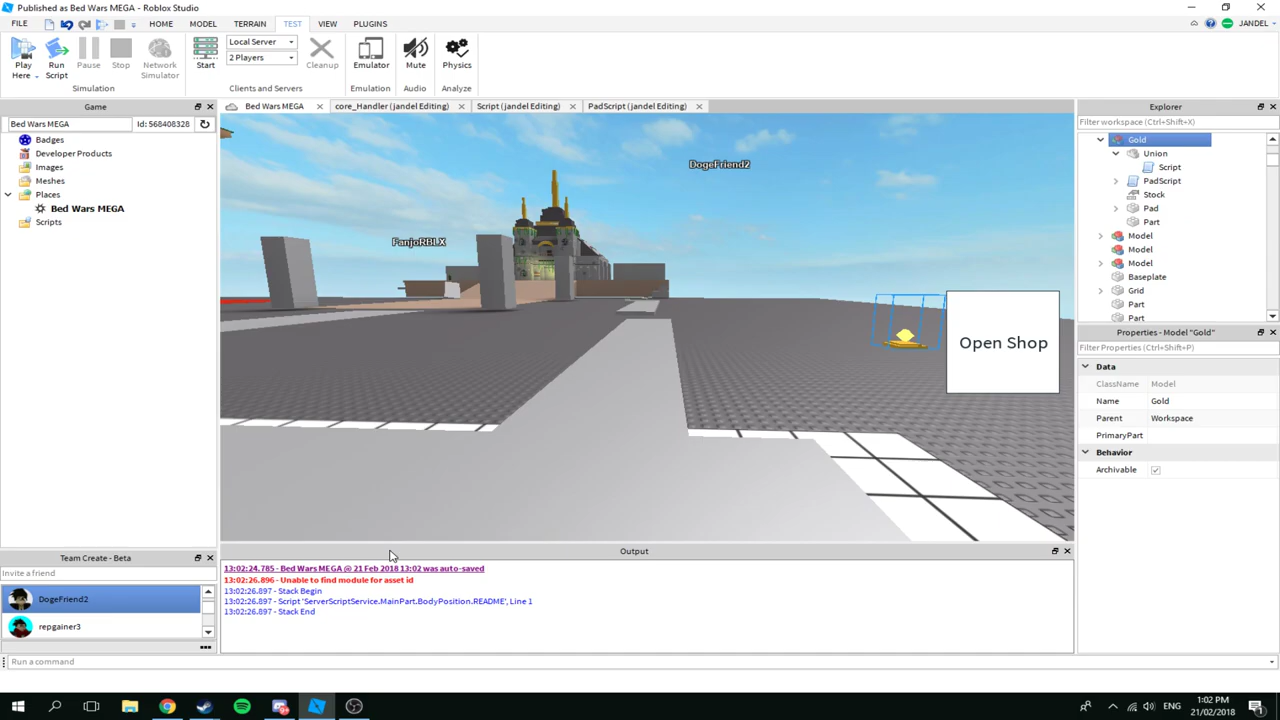 Published as Bed Wars MEGA - Roblox Studio
FILE
HOME
MODEL
TERRAIN
TEST
VIEW
PLUGINS
JANDEL
Play
Here
Run
Script
Pause
Stop
Network
Simulator
Start
Local Server
2 Players
Cleanup
Emulator
Mute
Physics
Simulation
Clients and Servers
Emulation
Audio
Analyze
Game
Bed Wars MEGA
Id: 568408328
Badges
Developer Products
Images
Meshes
Places
Bed Wars MEGA
Scripts
Team Create - Beta
Invite a friend
DogeFriend2
repgainer3
Bed Wars MEGA
core_Handler (jandel Editing)
Script (jandel Editing)
PadScript (jandel Editing)
DogeFriend2
FanjoRBLX
Open Shop
Output
13:02:24.785 - Bed Wars MEGA @ 21 Feb 2018 13:02 was auto-saved
13:02:26.896 - Unable to find module for asset id
13:02:26.897 - Stack Begin
13:02:26.897 - Script 'ServerScriptService.MainPart.BodyPosition.README', Line 1
13:02:26.897 - Stack End
Explorer
Filter workspace (Ctrl+Shift+X)
Gold
Union
Script
PadScript
Stock
Pad
Part
Model
Model
Model
Baseplate
Grid
Part
Part
Properties - Model "Gold"
Filter Properties (Ctrl+Shift+P)
Data
ClassName Model
Name Gold
Parent Workspace
PrimaryPart
Behavior
Archivable
Run a command
ENG
1:02 PM
21/02/2018
1